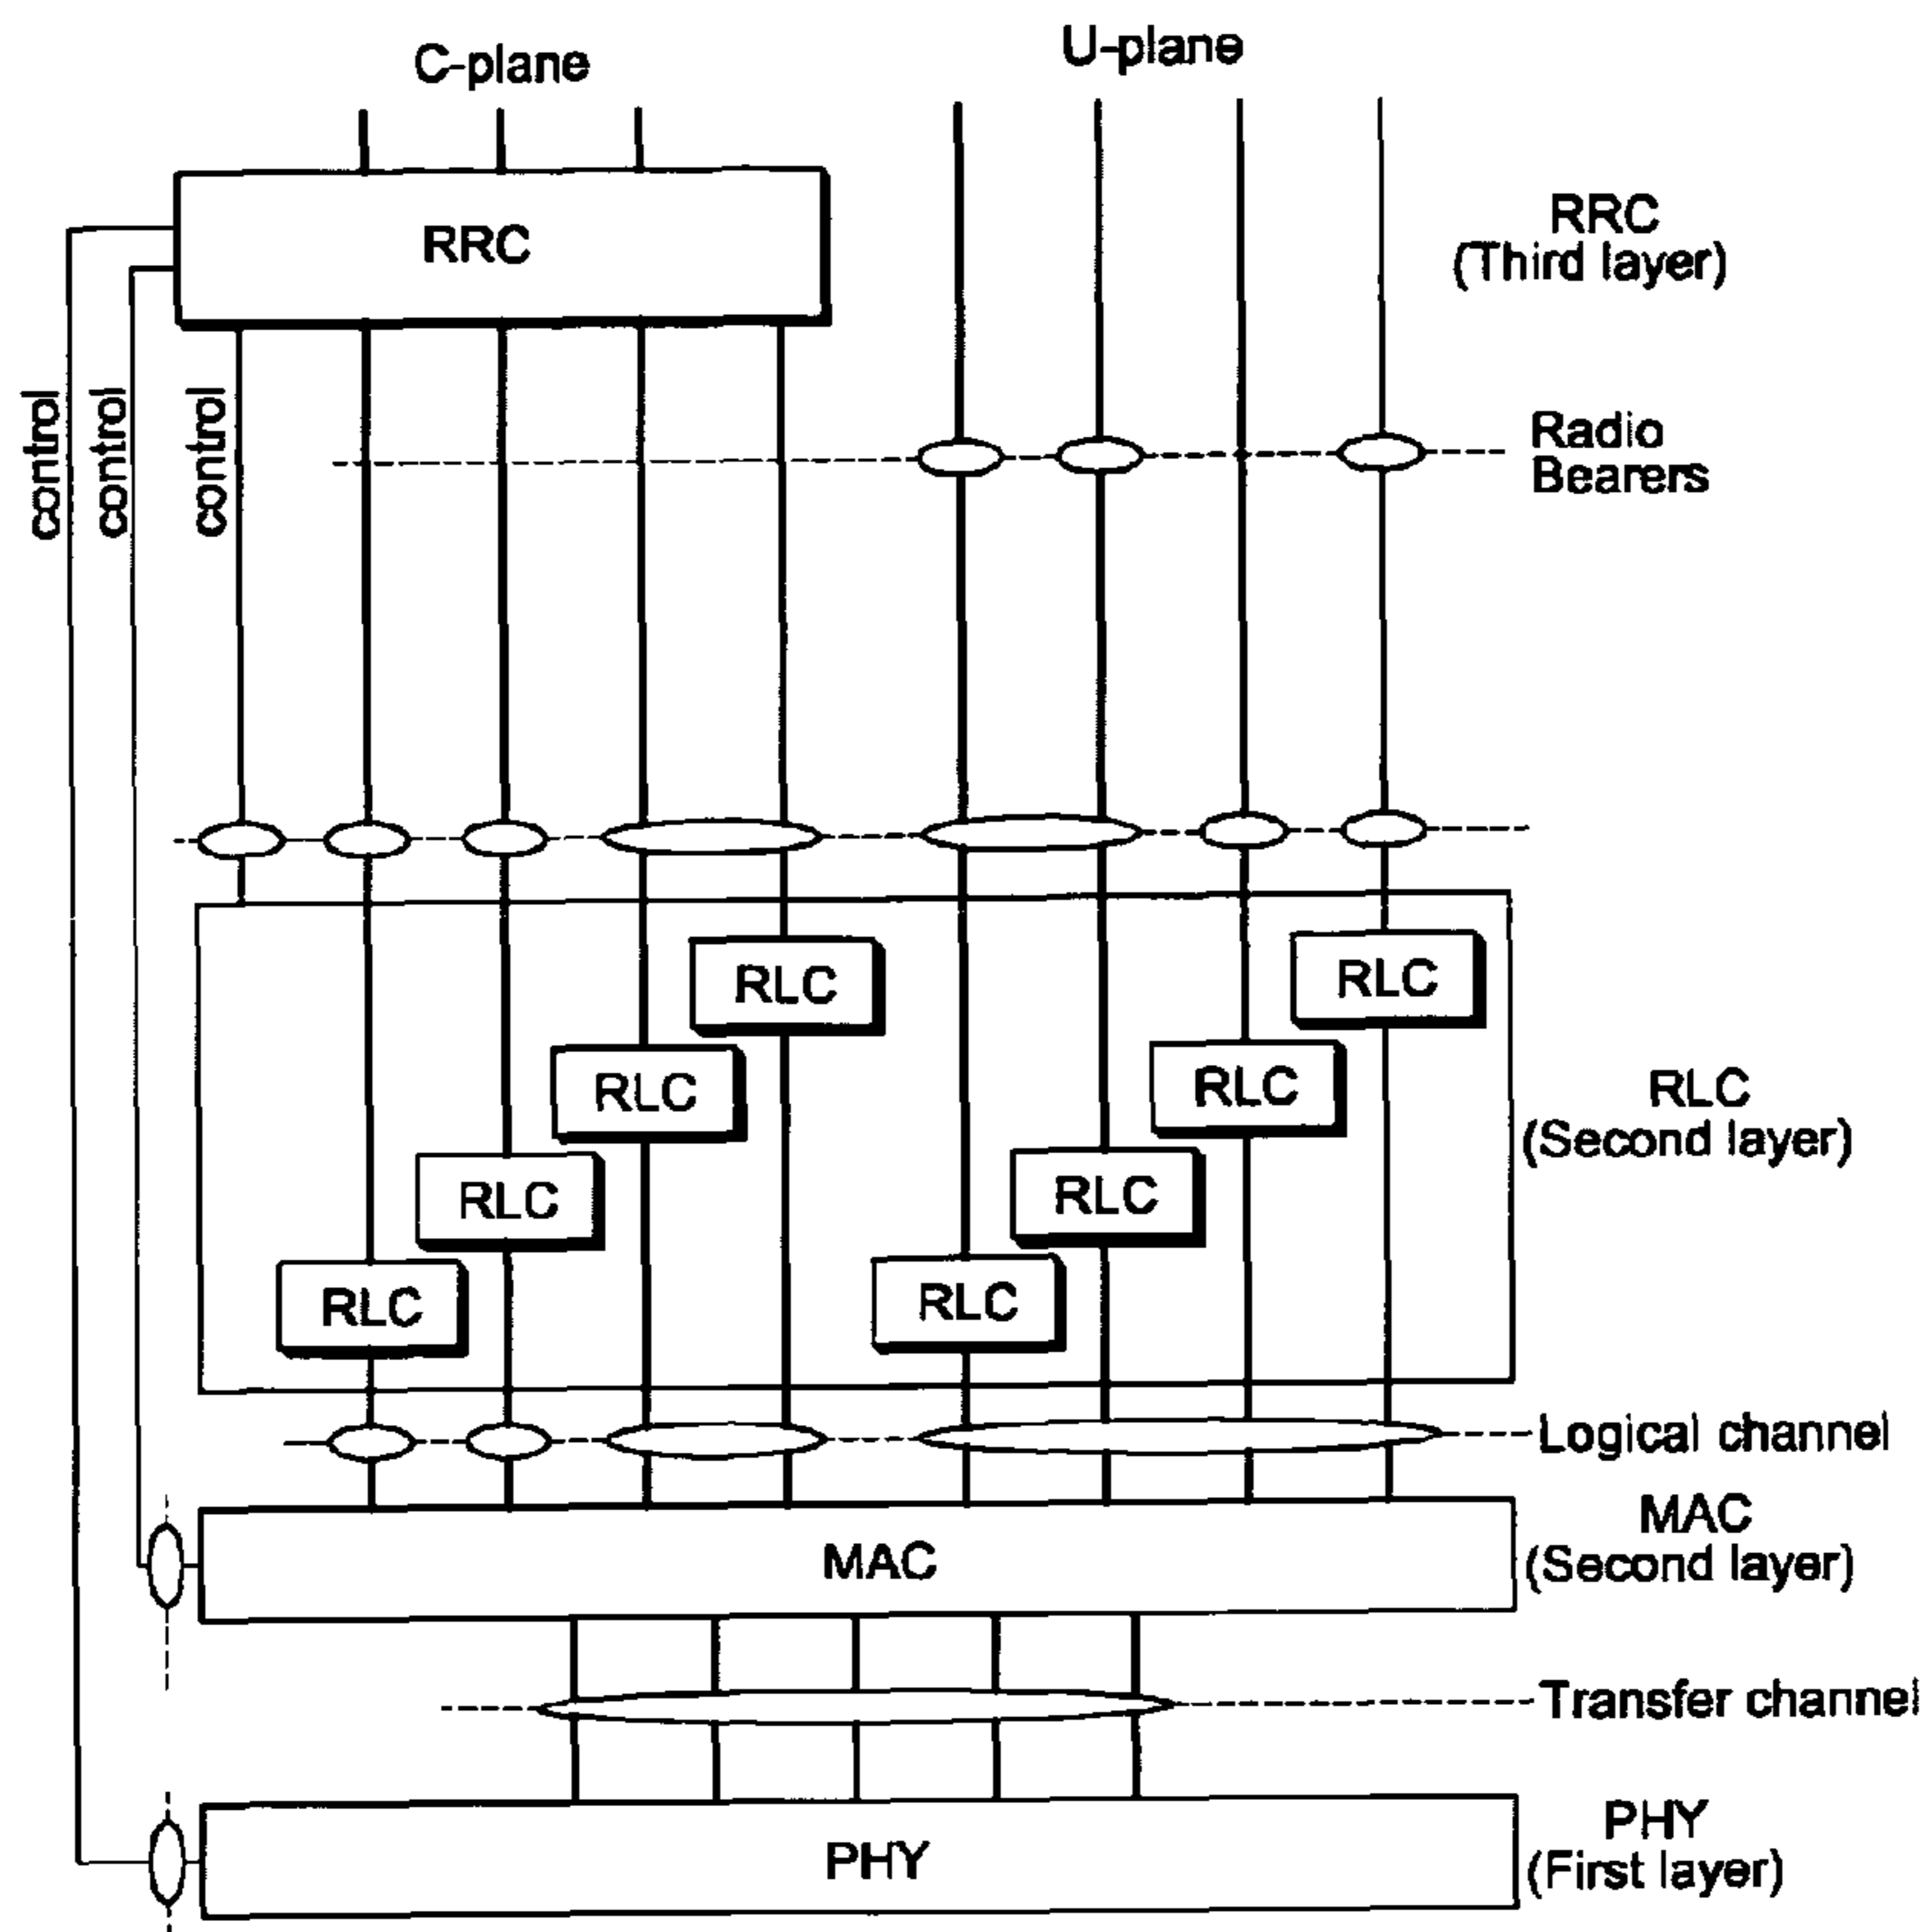 C-plane
U-plane
RRC
RRC
(Third layer)
control
control
control
Radio
Bearers
RLC
RLC
RLC
RLC
RLC
RLC
RLC
RLC
RLC
(Second layer)
Logical channel
MAC
MAC
(Second layer)
Transfer channel
PHY
PHY
(First layer)